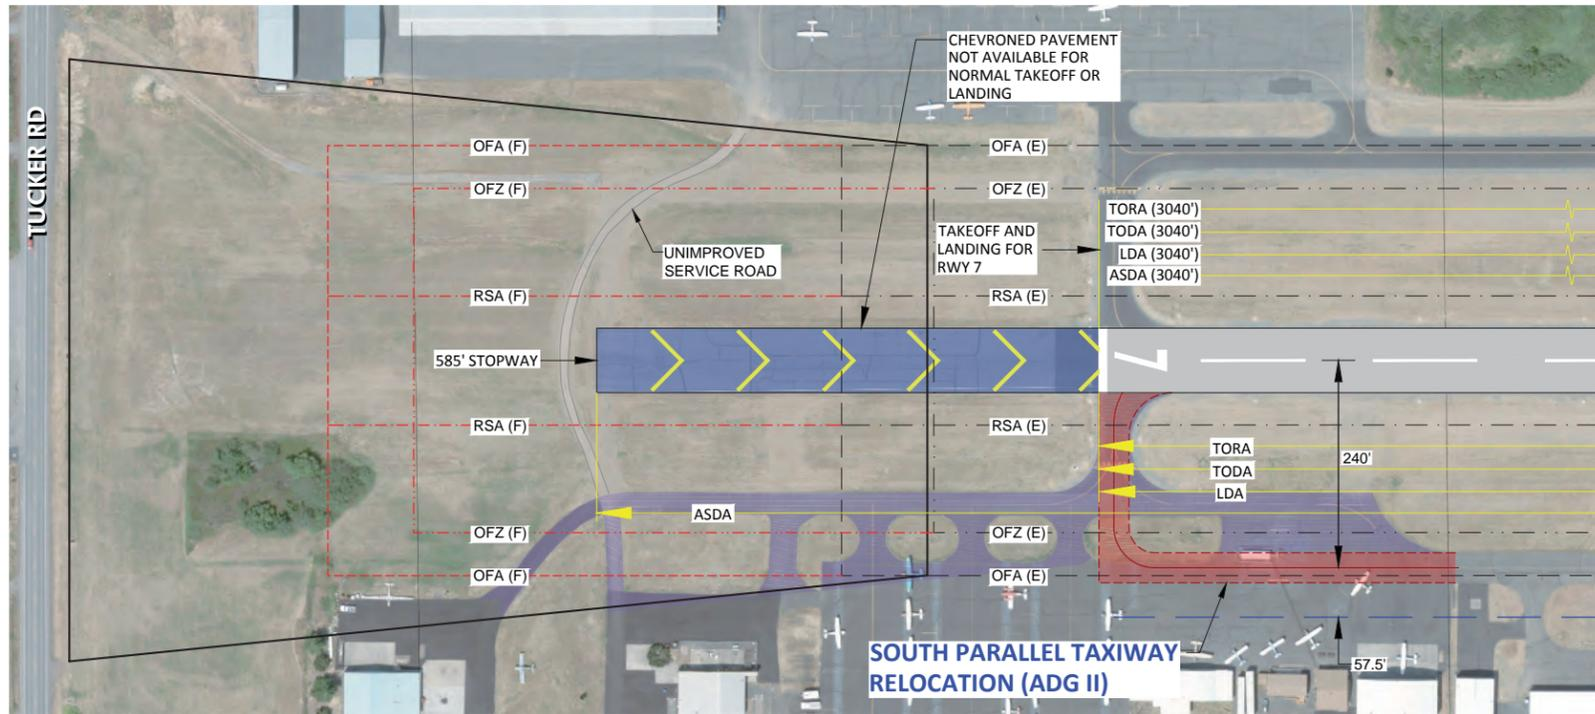 CHEVRONED PAVEMENT
NOT AVAILABLE FOR
NORMAL TAKEOFF OR
LANDING
TUCKER RD
OFA (F)
OFA (E)
OFZ (F)
OFZ (E)
TORA (3040')
TODA (3040')
LDA (3040')
ASDA (3040')
TAKEOFF AND
LANDING FOR
RWY 7
UNIMPROVED
SERVICE ROAD
RSA (F)
RSA (E)
585' STOPWAY
7
RSA (F)
RSA (E)
TORA
240'
TODA
LDA
ASDA
OFZ (F)
OFZ (E)
OFA (F)
OFA (E)
SOUTH PARALLEL TAXIWAY
RELOCATION (ADG II)
57.5'